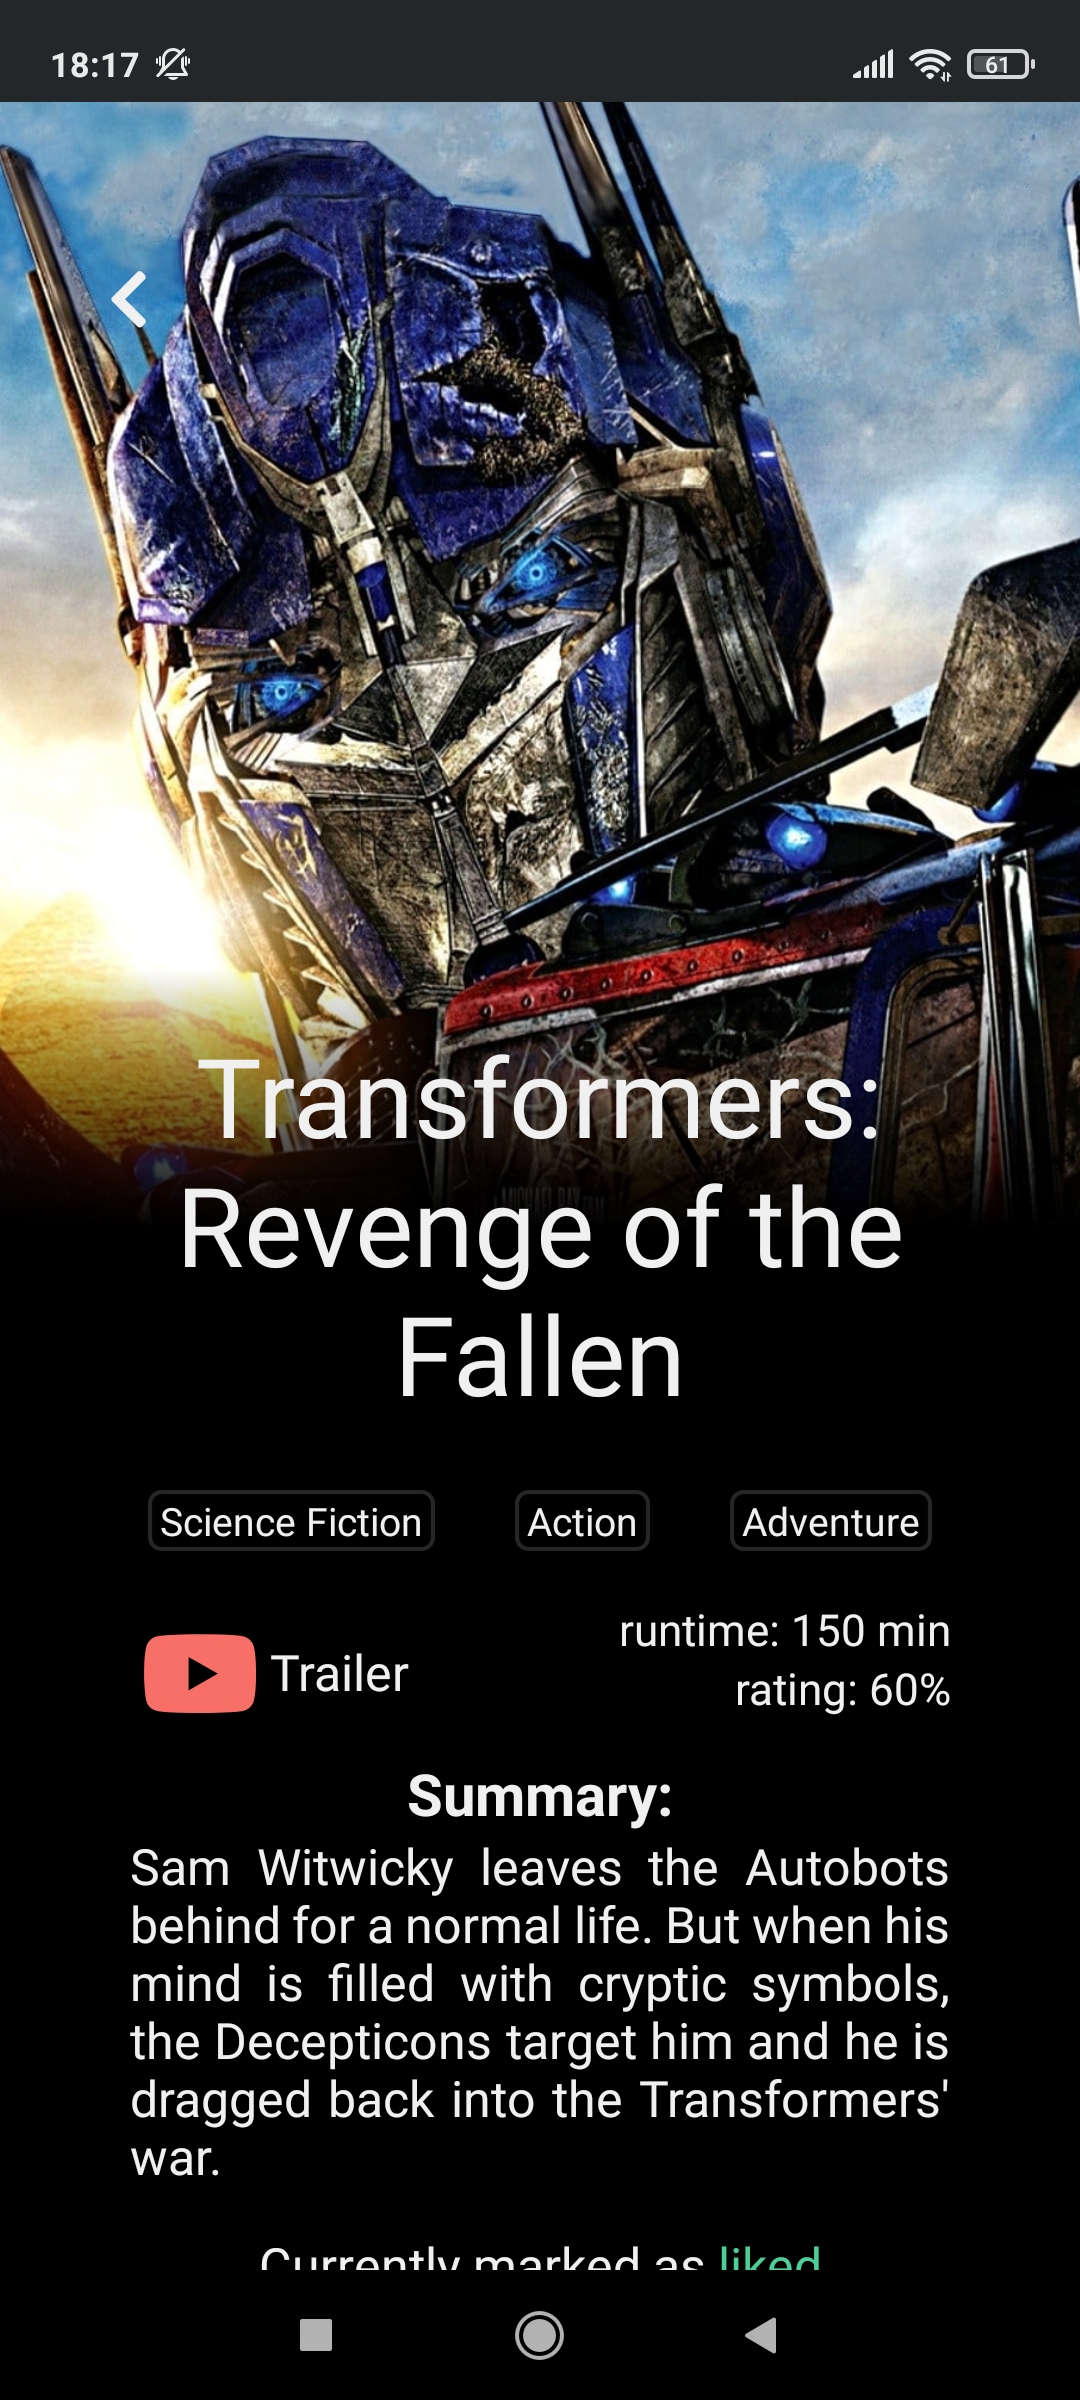 18:17
61
Transformers:
Revenge of the
Fallen
Science Fiction
Action
Adventure
Trailer
runtime: 150 min
rating: 60%
Summary:
Sam Witwicky leaves the Autobots
behind for a normal life. But when his
mind is filled with cryptic symbols,
the Decepticons target him and he is
dragged back into the Transformers'
war.
Currently marked as liked